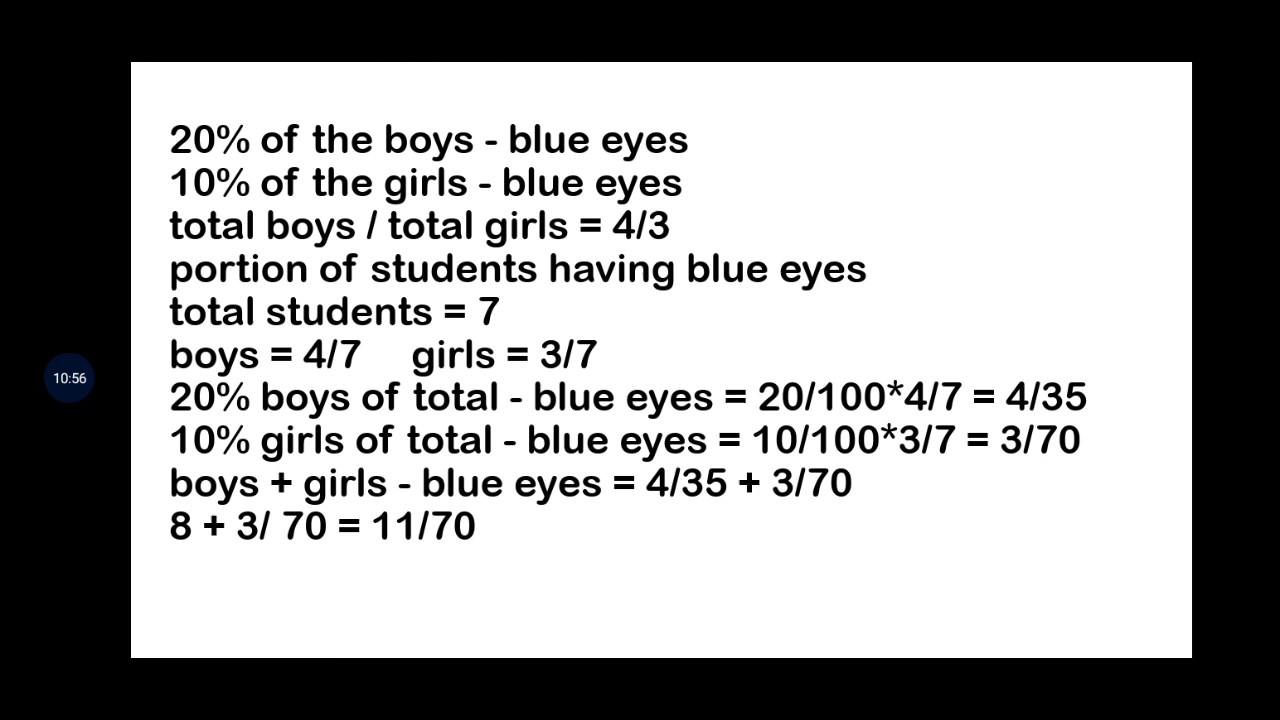 20% of the boys - blue eyes
10% of the girls - blue eyes
total boys / total girls = 4/3
portion of students having blue eyes
total students = 7
boys = 4/7 girls = 3/7
10:56
20% boys of total - blue eyes = 20/100*4/7 = 4/35
10% girls of total - blue eyes = 10/100*3/7 = 3/70
boys + girls - blue eyes = 4/35 + 3/70
8 + 3/ 70 = 11/70